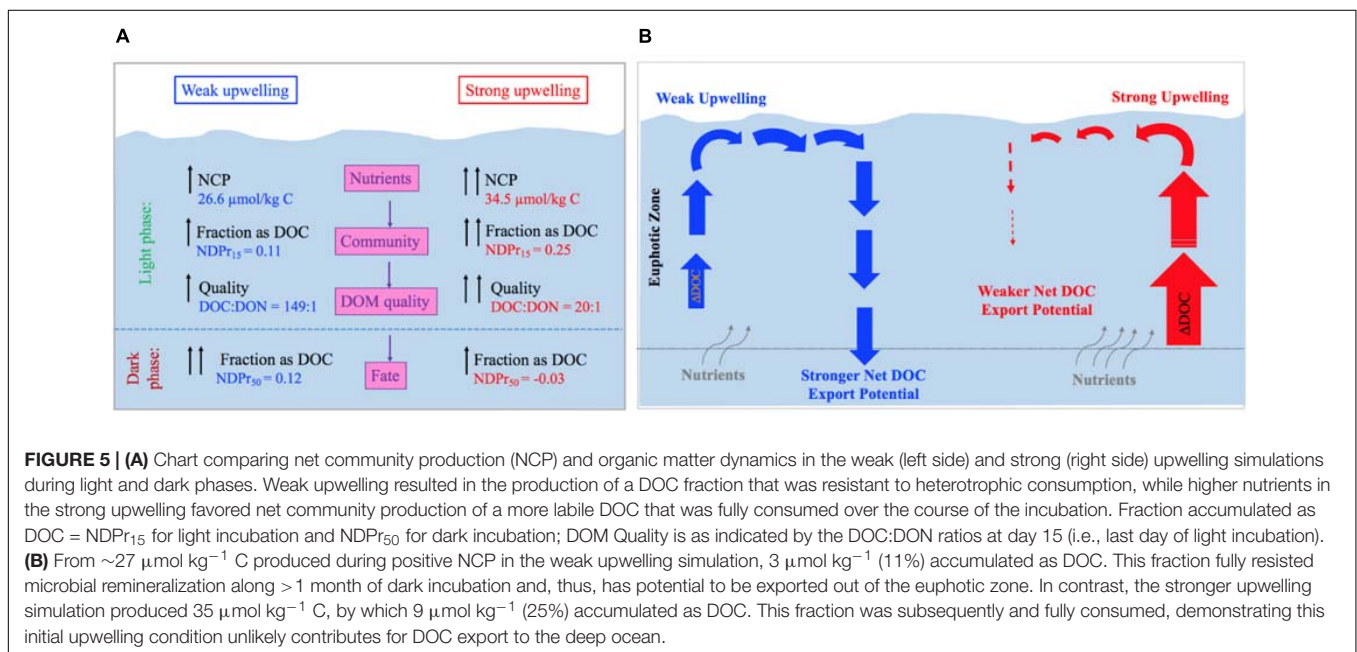 A
Weak upwelling
Strong upwelling
Light phase:
NCP
26.6 µmol/kg C
Nutrients
NCP
34.5 µmol/kg C
Fraction as DOC
NDPr15 = 0.11
Community
Fraction as DOC
NDPr15 = 0.25
Quality
DOC:DON = 149:1
DOM quality
Quality
DOC:DON = 20:1
Dark
phase:
Fraction as DOC
NDPr50 = 0.12
Fate
Fraction as DOC
NDPr50 = -0.03
B
Weak Upwelling
Strong Upwelling
Euphotic Zone
ΔDOC
Weaker Net DOC
Export Potential
ΔDOC
Nutrients
Stronger Net DOC
Export Potential
Nutrients
FIGURE 5 | (A) Chart comparing net community production (NCP) and organic matter dynamics in the weak (left side) and strong (right side) upwelling simulations
during light and dark phases. Weak upwelling resulted in the production of a DOC fraction that was resistant to heterotrophic consumption, while higher nutrients in
the strong upwelling favored net community production of a more labile DOC that was fully consumed over the course of the incubation. Fraction accumulated as
DOC = NDPr15 for light incubation and NDPr50 for dark incubation; DOM Quality is as indicated by the DOC:DON ratios at day 15 (i.e., last day of light incubation).
(B) From ~27 µmol kg−1 C produced during positive NCP in the weak upwelling simulation, 3 µmol kg−1 (11%) accumulated as DOC. This fraction fully resisted
microbial remineralization along >1 month of dark incubation and, thus, has potential to be exported out of the euphotic zone. In contrast, the stronger upwelling
simulation produced 35 µmol kg−1 C, by which 9 µmol kg−1 (25%) accumulated as DOC. This fraction was subsequently and fully consumed, demonstrating this
initial upwelling condition unlikely contributes for DOC export to the deep ocean.